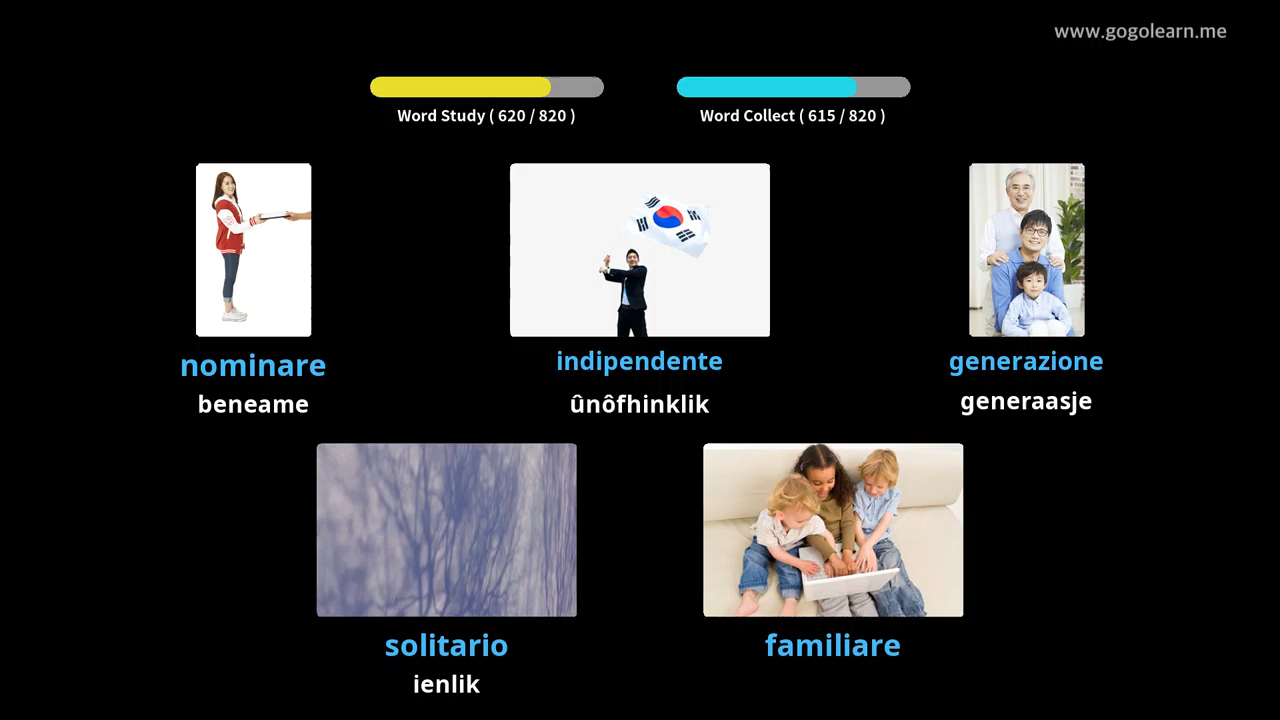 www.gogolearn.me
Word Study ( 620 / 820 )
Word Collect ( 615 / 820 )
nominare
beneame
indipendente
ûnôfhinklik
generazione
generaasje
solitario
ienlik
familiare